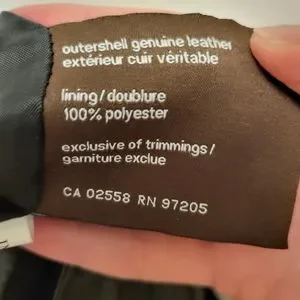 outershell genuine leather
extérieur cuir véritable
lining/doublure
100% polyester
exclusive of trimmings/
garniture exclue
CA 02558 RN 97205